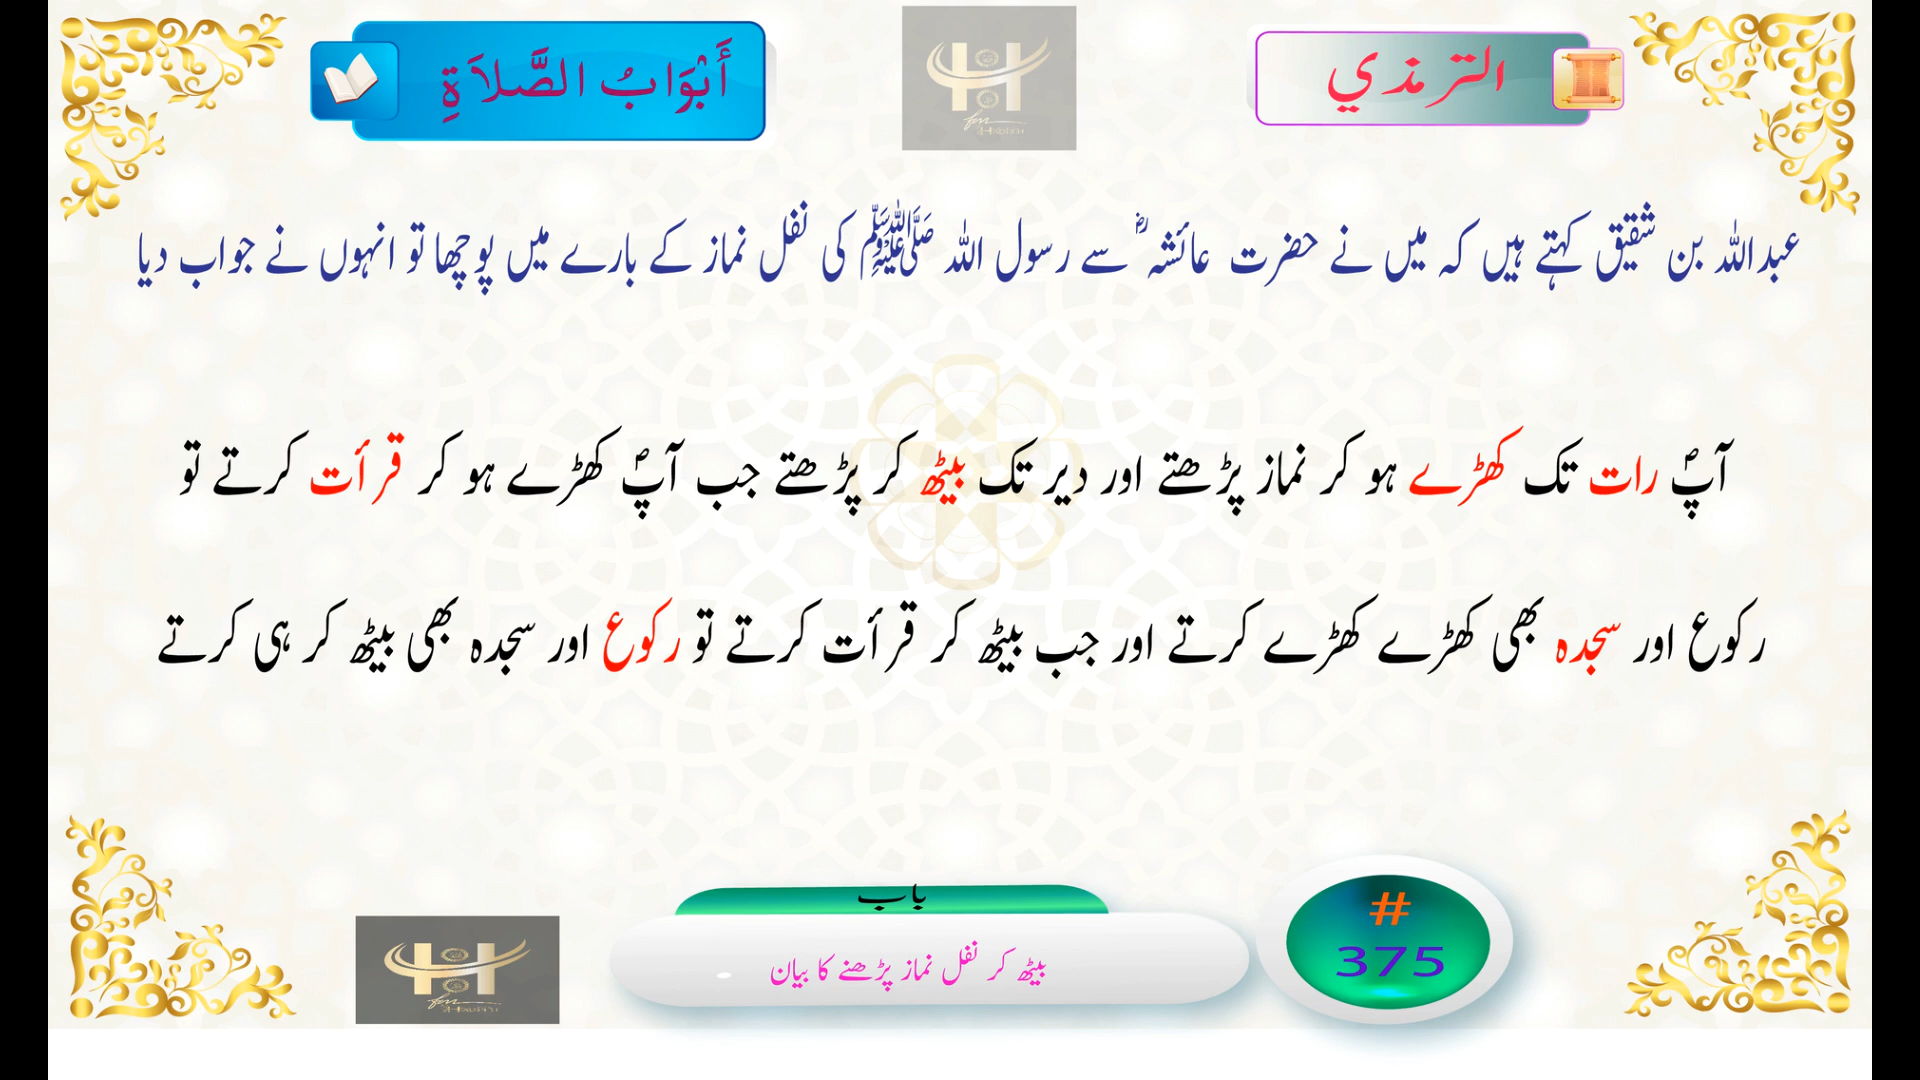 الترمذي
أَبْوَابُ الصَّلاَةِ
عبداللہ بن شقیق کہتے ہیں کہ میں نے حضرت عائشہؓ سے رسول اللہ ﷺ کی نفل نماز کے بارے میں پوچھا تو انہوں نے جواب دیا
آپؐ رات تک کھڑے ہو کر نماز پڑھتے اور دیر تک بیٹھ کر پڑھتے جب آپؐ کھڑے ہو کر قرأت کرتے تو
رکوع اور سجدہ بھی کھڑے کھڑے کرتے اور جب بیٹھ کر قرأت کرتے تو رکوع اور سجدہ بھی بیٹھ کر ہی کرتے
باب
بیٹھ کر نفل نماز پڑھنے کا بیان ۔
#
375